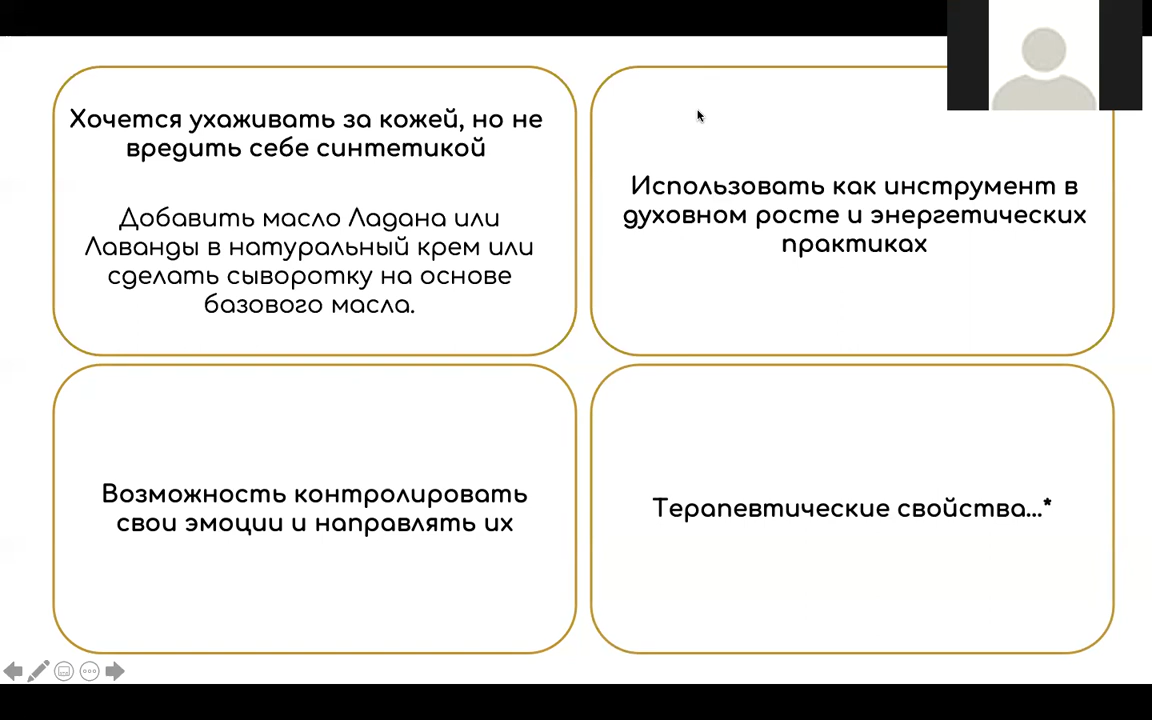 Хочется ухаживать за кожей, но не
вредить себе синтетикой
Добавить масло Ладана или
Лаванды в натуральный крем или
сделать сыворотку на основе
базового масла.
Использовать как инструмент в
духовном росте и энергетических
практиках
Возможность контролировать
свои эмоции и направлять их
Терапевтические свойства...*